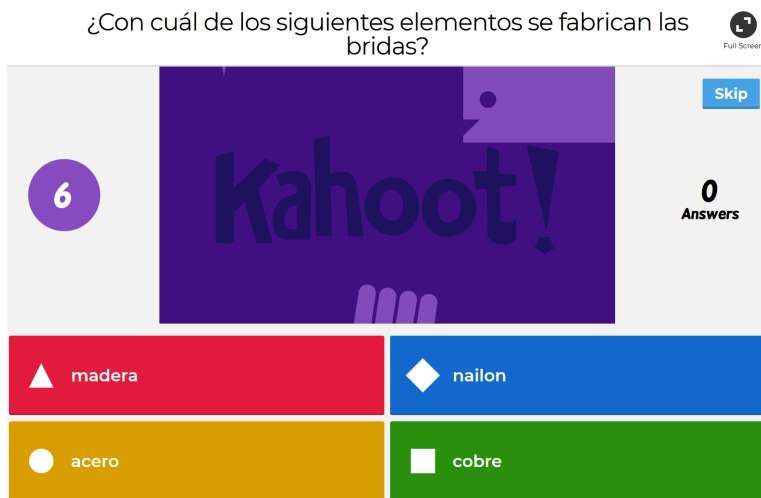 ¿Con cuál de los siguientes elementos se fabrican las
bridas?
Full Screen
Skip
6
Kahoot!
0
Answers
madera
nailon
acero
cobre